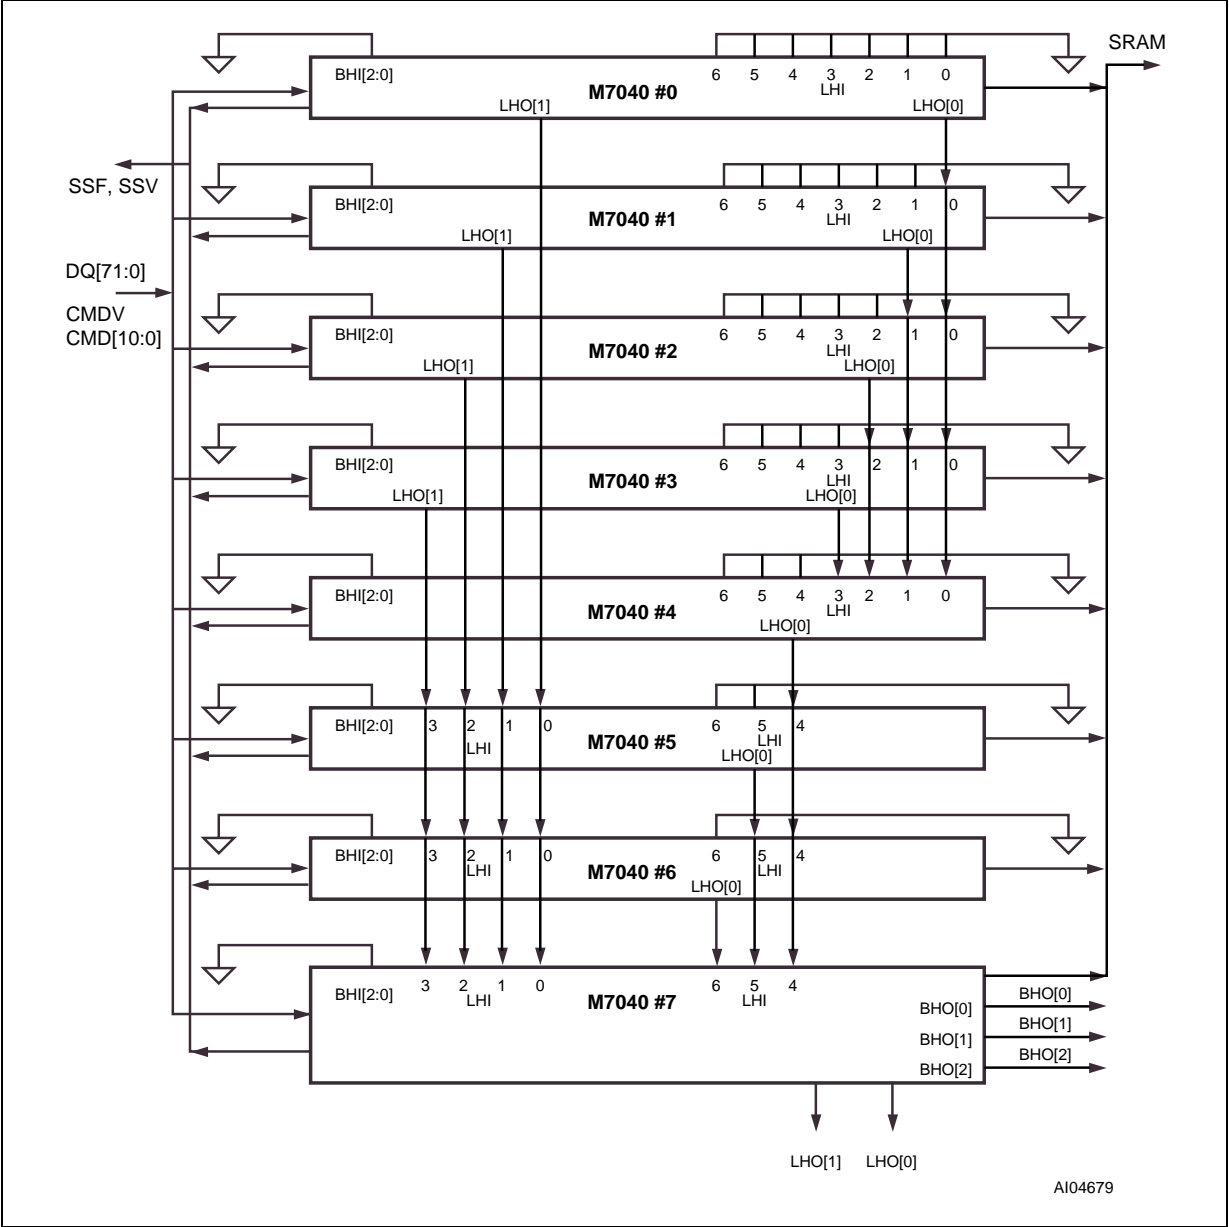 SRAM
BHI[2:0] 6 5 4 3 2 1 0
M7040 #0 LHI
LHO[1] LHO[0]
SSF, SSV
BHI[2:0] 6 5 4 3 2 1 0
M7040 #1 LHI
LHO[1] LHO[0]
DQ[71:0]
CMDV
CMD[10:0]
BHI[2:0] 6 5 4 3 2 1 0
M7040 #2 LHI
LHO[1] LHO[0]
BHI[2:0] 6 5 4 3 2 1 0
M7040 #3 LHI
LHO[1] LHO[0]
BHI[2:0] 6 5 4 3 2 1 0
M7040 #4 LHI
LHO[0]
BHI[2:0] 3 2 1 0 6 5 4
LHI M7040 #5 LHI
LHO[0]
BHI[2:0] 3 2 1 0 6 5 4
LHI M7040 #6 LHI
LHO[0]
BHI[2:0] 3 2 1 0 6 5 4
LHI M7040 #7 LHI
BHO[0] BHO[0]
BHO[1] BHO[1]
BHO[2] BHO[2]
LHO[1] LHO[0]
AI04679